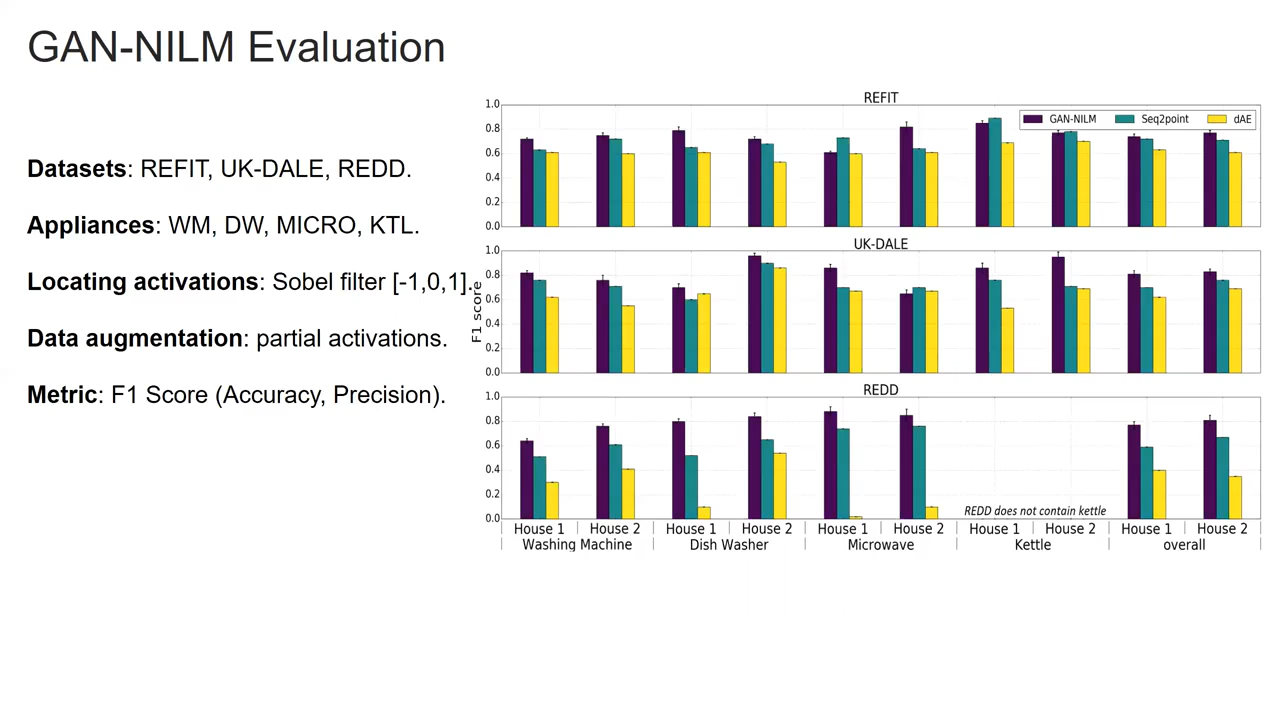 GAN-NILM Evaluation
Datasets: REFIT, UK-DALE, REDD.
Appliances: WM, DW, MICRO, KTL.
Locating activations: Sobel filter [-1,0,1].
Data augmentation: partial activations.
Metric: F1 Score (Accuracy, Precision).
REFIT
1.0
0.8
0.6
0.4
0.2
0.0
GAN-NILM Seq2point dAE
UK-DALE
1.0
0.8
0.6
0.4
0.2
0.0
F1 score
REDD
1.0
0.8
0.6
0.4
0.2
0.0
REDD does not contain kettle
House 1 House 2 House 1 House 2 House 1 House 2 House 1 House 2 House 1 House 2
Washing Machine Dish Washer Microwave Kettle overall